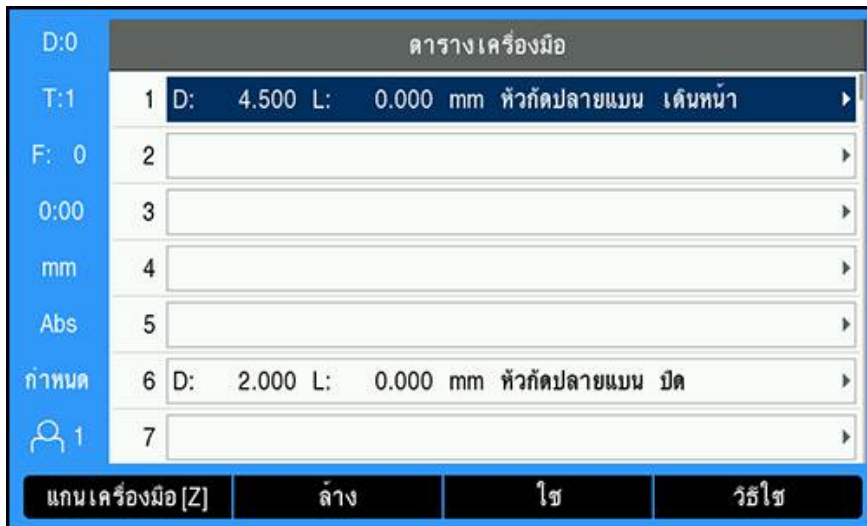 D:0
ตารางเครื่องมือ
T:1
1 D: 4.500 L: 0.000 mm หัวกัดปลายแบน เดินหน้า
F: 0
2
0:00
3
mm
4
Abs
5
กำหนด
6 D: 2.000 L: 0.000 mm หัวกัดปลายแบน ปิด
1
7
แกนเครื่องมือ [Z] ล้าง ใช้ วิธีใช้